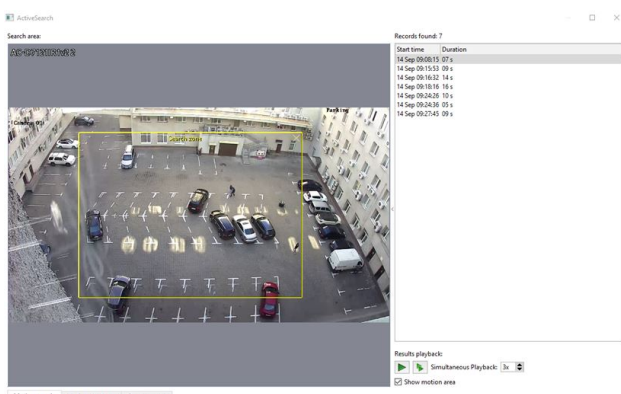 ActiveSearch
Search area:
Records found: 7
Start time Duration
14 Sep 09:08:15 07 s
14 Sep 09:15:53 09 s
14 Sep 09:16:32 14 s
14 Sep 09:18:16 16 s
14 Sep 09:24:26 10 s
14 Sep 09:24:36 05 s
14 Sep 09:27:45 09 s
Parking
Search zone
Results playback:
Simultaneous Playback: 3x
Show motion area